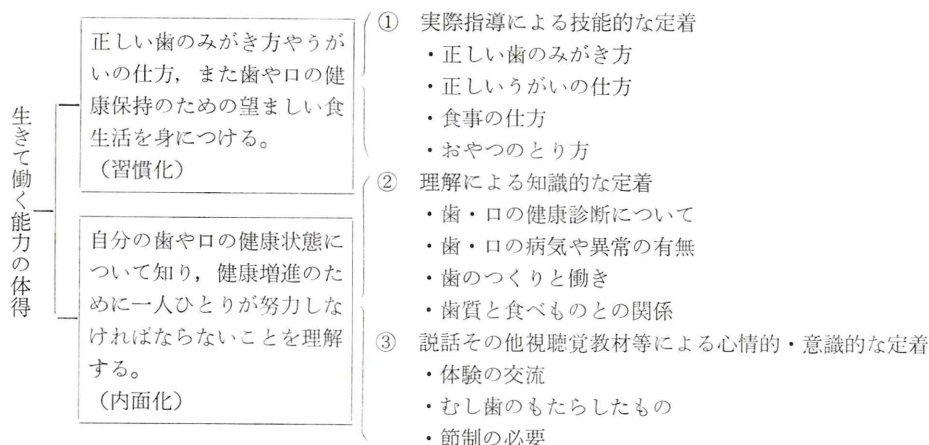 生きて働く能力の体得
正しい歯のみがき方やうが
いの仕方，また歯や口の健
康保持のための望ましい食
生活を身につける。
（習慣化）
自分の歯や口の健康状態に
ついて知り，健康増進のた
めに一人ひとりが努力しな
ければならないことを理解
する。
（内面化）
① 実際指導による技能的な定着
・正しい歯のみがき方
・正しいうがいの仕方
・食事の仕方
・おやつのとり方
② 理解による知識的な定着
・歯・口の健康診断について
・歯・口の病気や異常の有無
・歯のつくりと働き
・歯質と食べものとの関係
③ 説話その他視聴覚教材等による心情的・意識的な定着
・体験の交流
・むし歯のもたらしたもの
・節制の必要